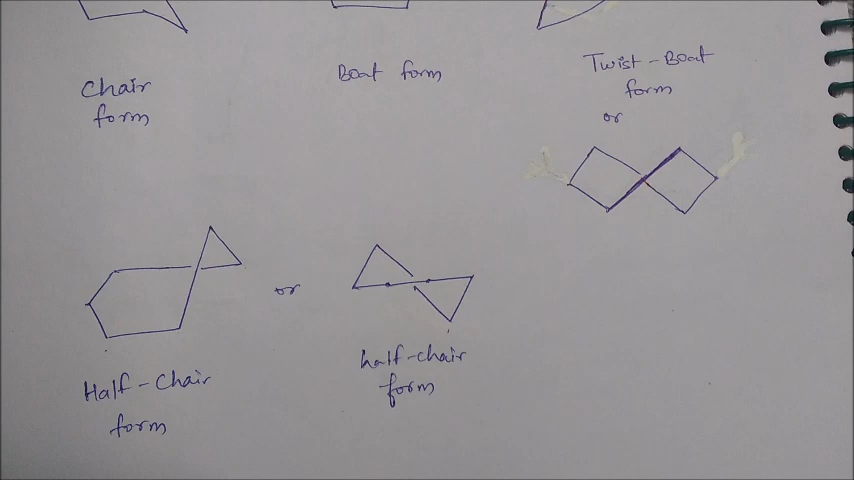 Chair
form
Boat form
Twist-Boat
form
or
or
Half-Chair
form
half-chair
form